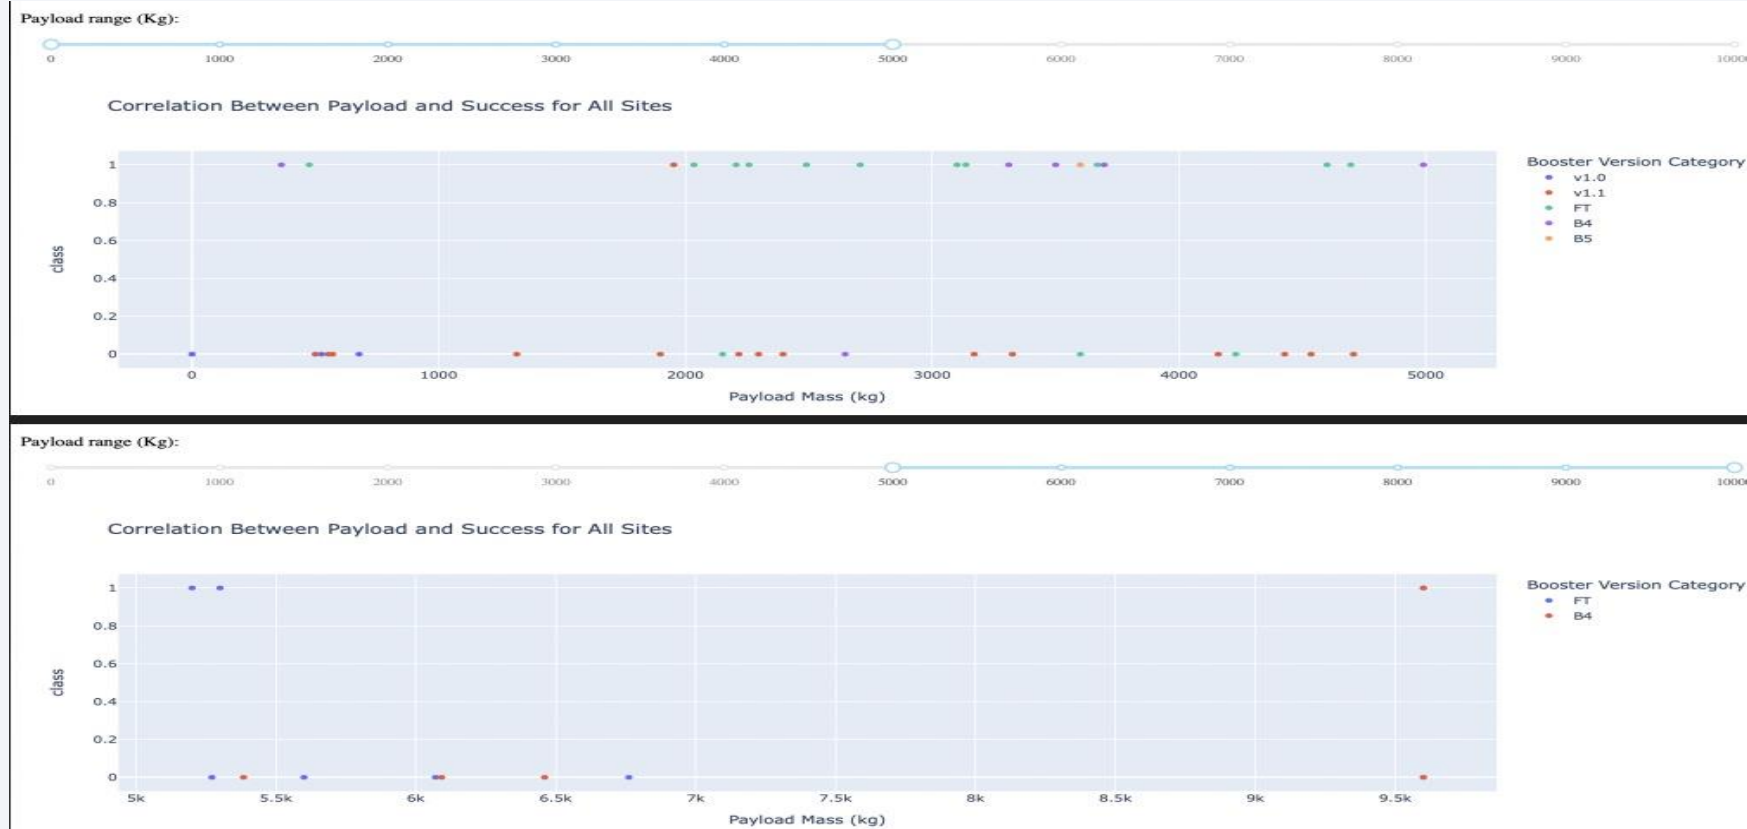 Payload range (Kg):
0 1000 2000 3000 4000 5000 6000 7000 8000 9000 1000
Correlation Between Payload and Success for All Sites
1
0.8
0.6
0.4
0.2
0
class
0 1000 2000 3000 4000 5000
Payload Mass (kg)
Booster Version Category
v1.0
v1.1
FT
B4
B5
Payload range (Kg):
0 1000 2000 3000 4000 5000 6000 7000 8000 9000 1000
Correlation Between Payload and Success for All Sites
1
0.8
0.6
0.4
0.2
0
class
5k 5.5k 6k 6.5k 7k 7.5k 8k 8.5k 9k 9.5k
Payload Mass (kg)
Booster Version Category
FT
B4